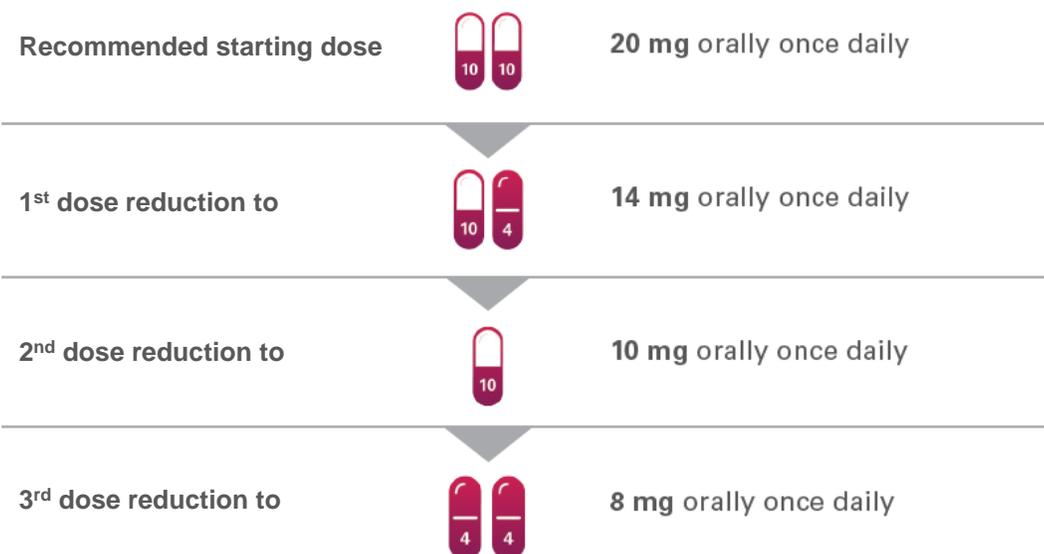 Recommended starting dose
10 10
20 mg orally once daily
1st dose reduction to
10 4
14 mg orally once daily
2nd dose reduction to
10
10 mg orally once daily
3rd dose reduction to
4 4
8 mg orally once daily